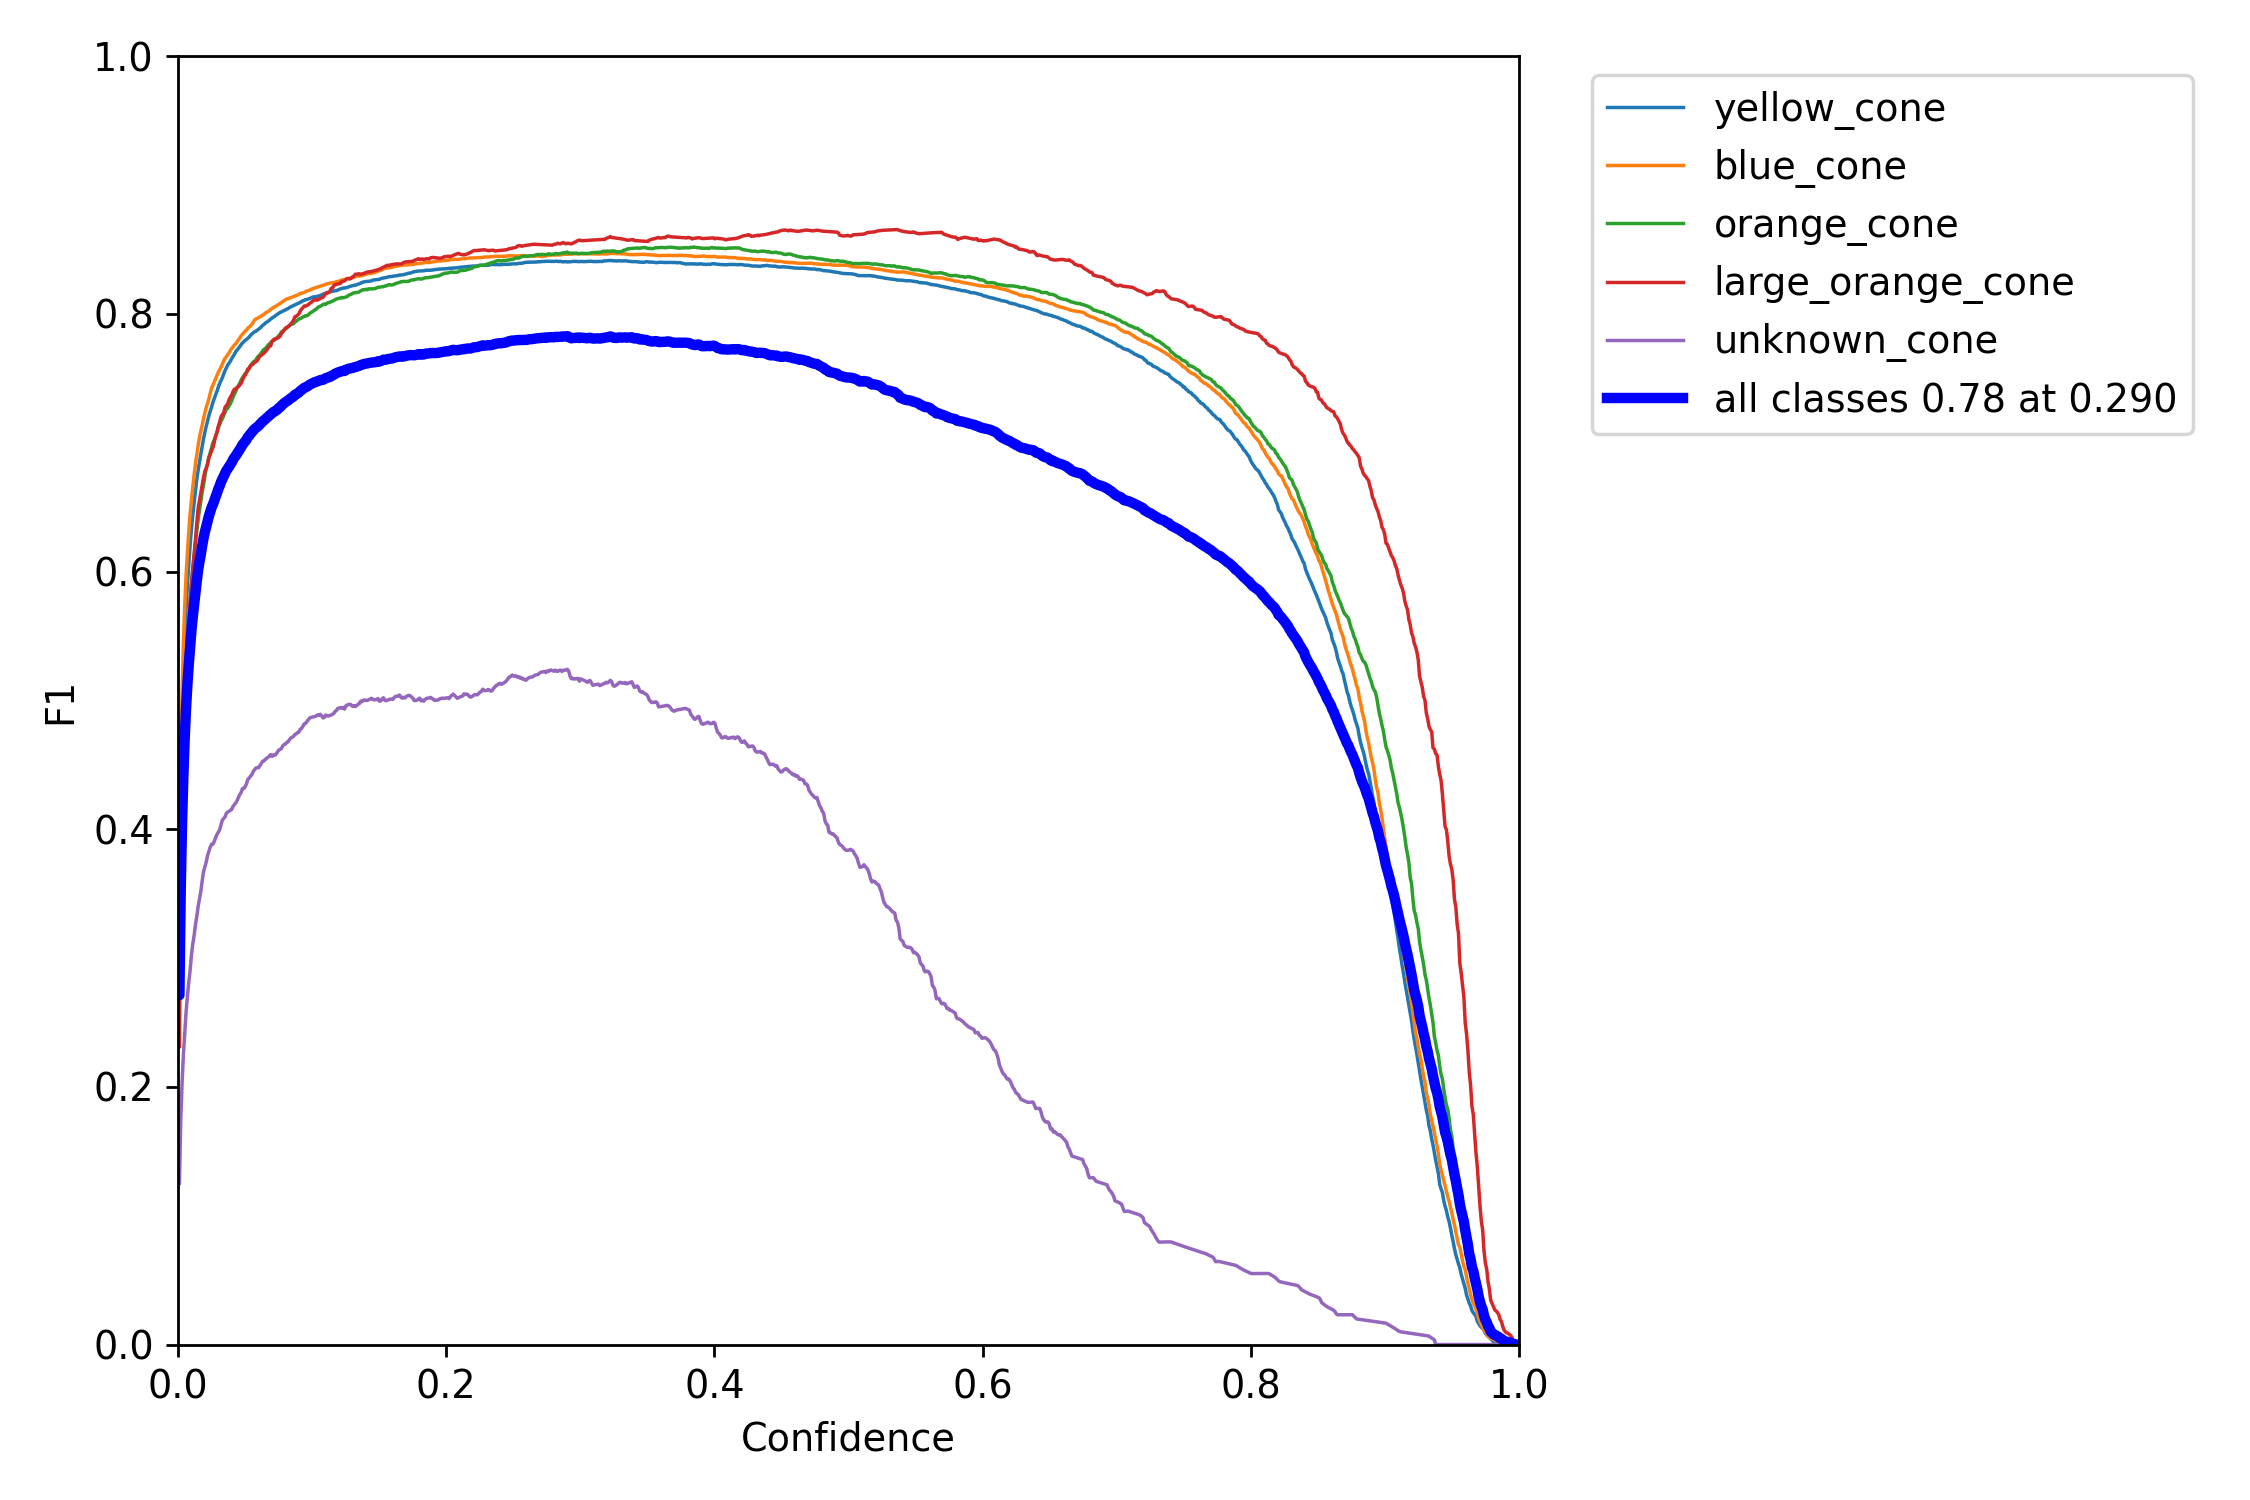 1.0
0.8
0.6
0.4
0.2
0.0
F1
0.0 0.2 0.4 0.6 0.8 1.0
Confidence
yellow_cone
blue_cone
orange_cone
large_orange_cone
unknown_cone
all classes 0.78 at 0.290